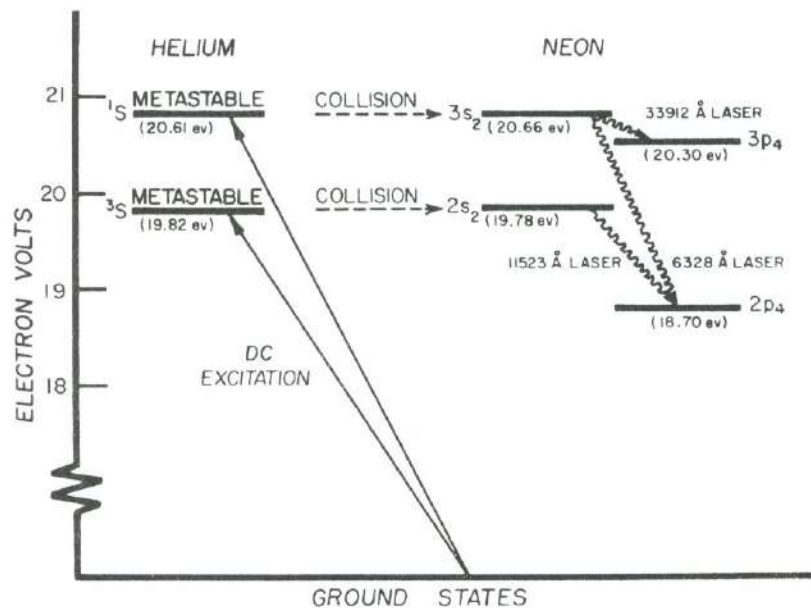 HELIUM
NEON
ELECTRON VOLTS
21
20
19
18
¹S
METASTABLE
(20.61 ev)
COLLISION
3s₂
(20.66 ev)
33912 Å LASER
3p₄
(20.30 ev)
³S
METASTABLE
(19.82 ev)
COLLISION
2s₂
(19.78 ev)
11523 Å LASER
6328 Å LASER
2p₄
(18.70 ev)
DC
EXCITATION
GROUND STATES